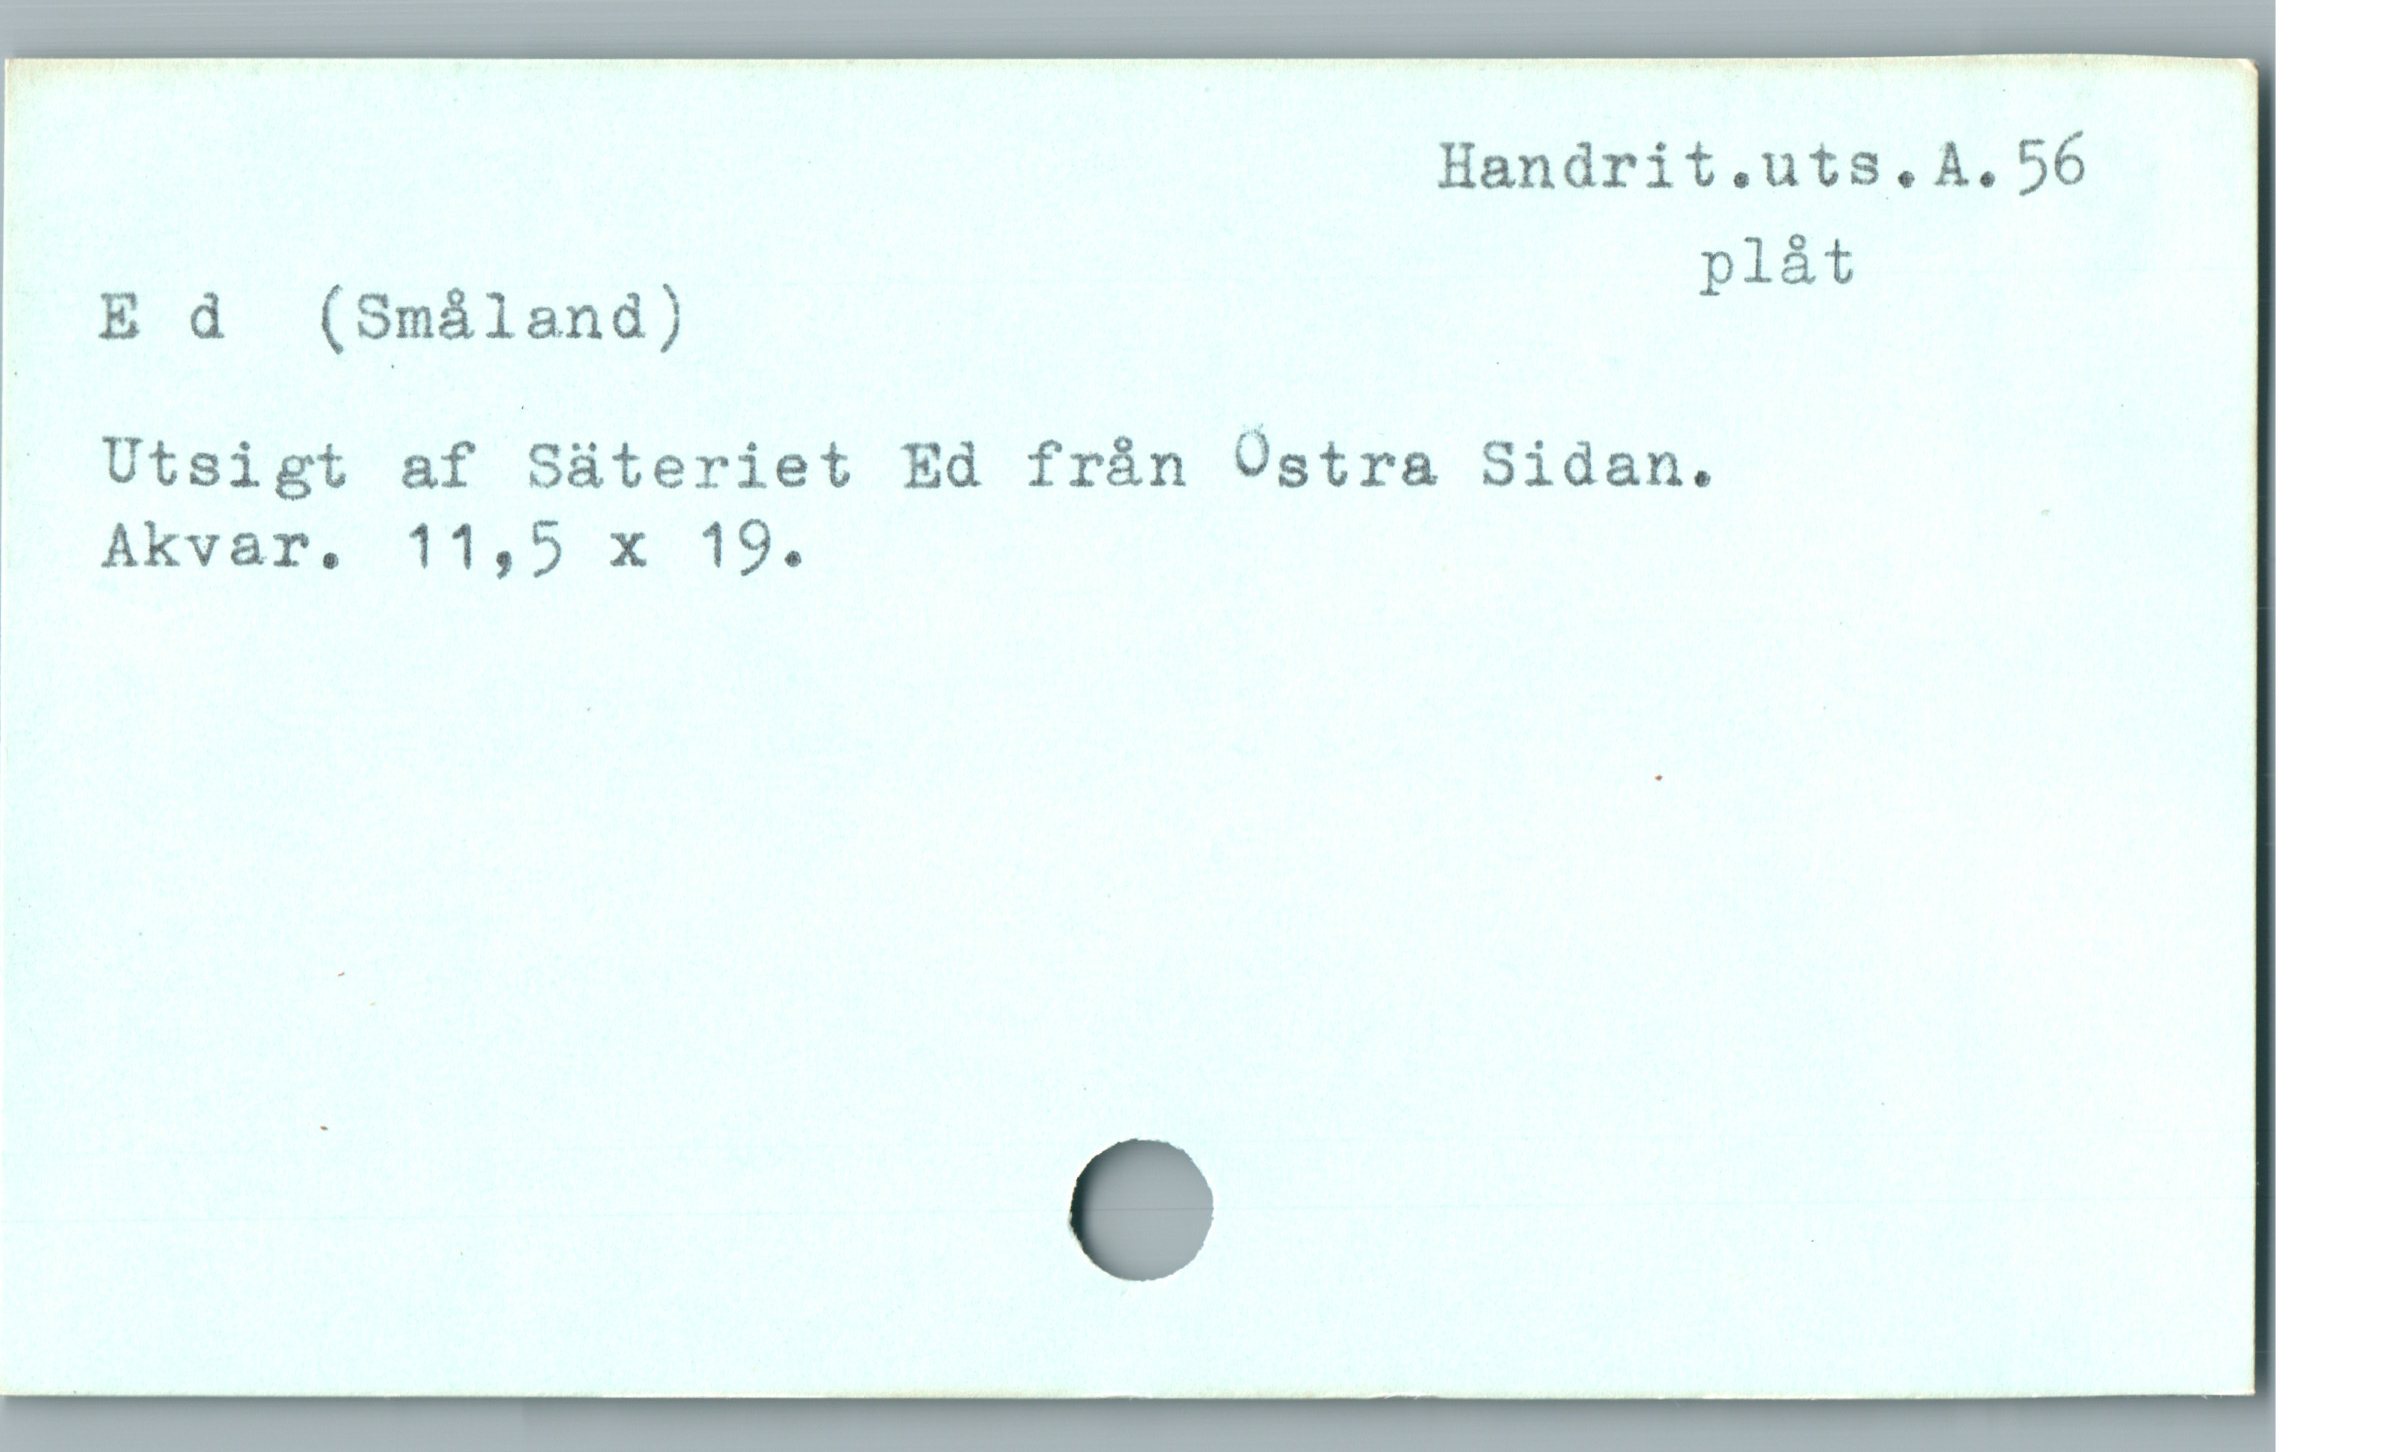 Handrit.uts.A.56
plåt
E d (Småland)
Utsigt af Säteriet Ed från Östra Sidan.
Akvar. 11,5 x 19.